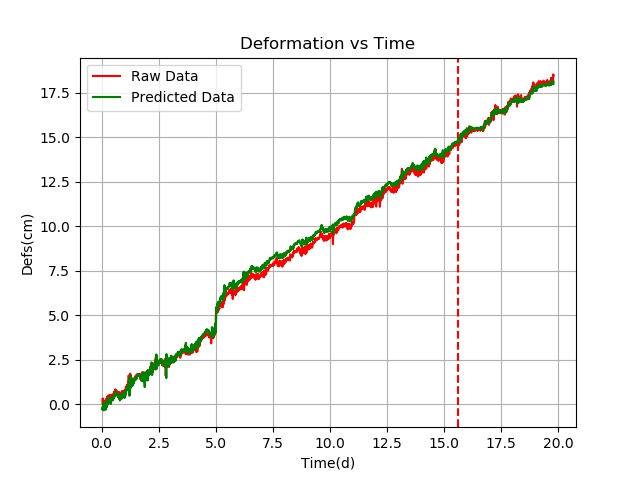 Deformation vs Time
Raw Data
Predicted Data
Defs(cm)
17.5
15.0
12.5
10.0
7.5
5.0
2.5
0.0
0.0 2.5 5.0 7.5 10.0 12.5 15.0 17.5 20.0
Time(d)